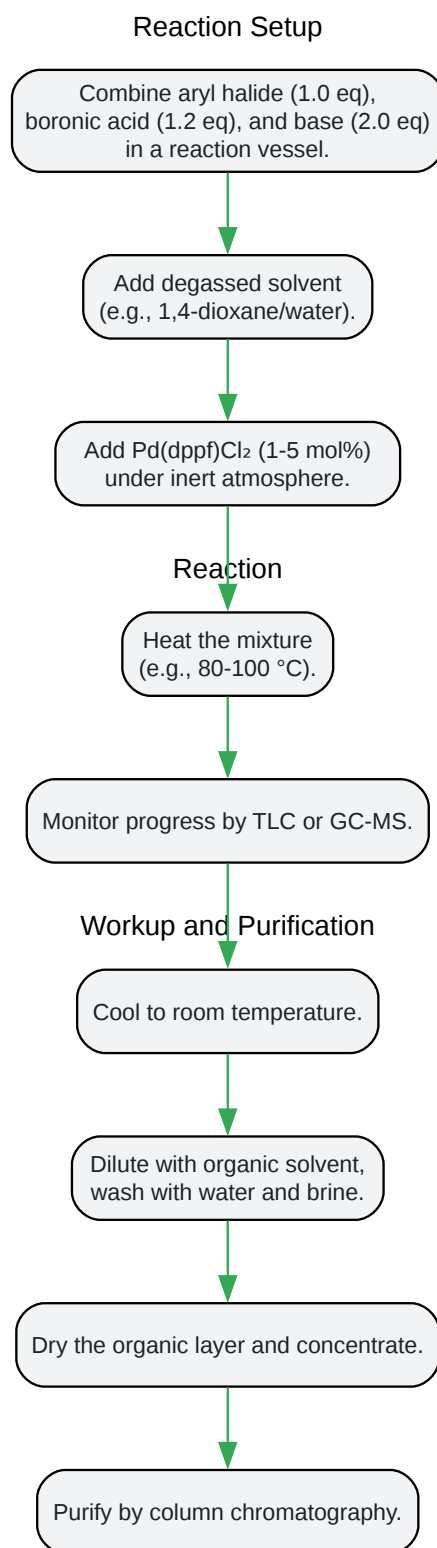 Reaction Setup
Combine aryl halide (1.0 eq),
boronic acid (1.2 eq), and base (2.0 eq)
in a reaction vessel.
Add degassed solvent
(e.g., 1,4-dioxane/water).
Add Pd(dppf)Cl₂ (1-5 mol%)
under inert atmosphere.
Reaction
Heat the mixture
(e.g., 80-100 °C).
Monitor progress by TLC or GC-MS.
Workup and Purification
Cool to room temperature.
Dilute with organic solvent,
wash with water and brine.
Dry the organic layer and concentrate.
Purify by column chromatography.